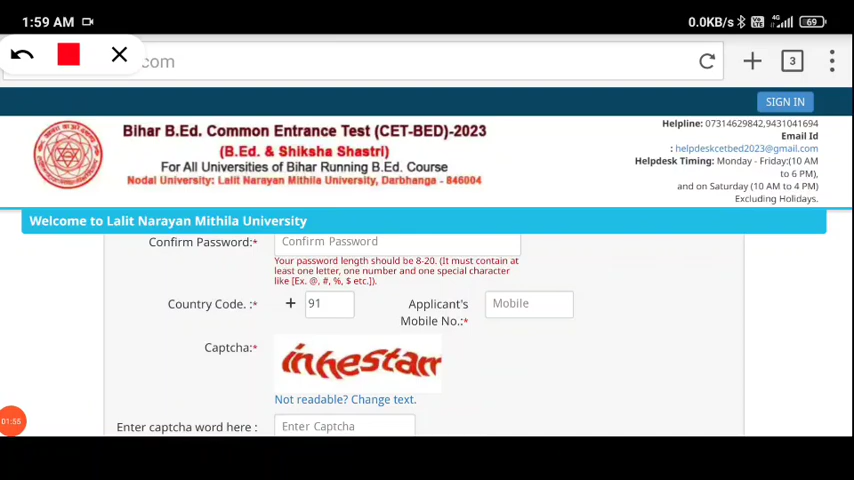 1:59 AM 0.0KB/s 4G 69
com 3
SIGN IN
Bihar B.Ed. Common Entrance Test (CET-BED)-2023
(B.Ed. & Shiksha Shastri)
For All Universities of Bihar Running B.Ed. Course
Nodal University: Lalit Narayan Mithila University, Darbhanga - 846004
Helpline: 07314629842,9431041694
Email Id
: helpdeskcetbed2023@gmail.com
Helpdesk Timing: Monday - Friday:(10 AM
to 6 PM),
and on Saturday (10 AM to 4 PM)
Excluding Holidays.
Welcome to Lalit Narayan Mithila University
Confirm Password:* Confirm Password
Your password length should be 8-20. (It must contain at
least one letter, one number and one special character
like [Ex. @, #, %, $ etc.]).
Country Code. :* + 91 Applicant's Mobile
Mobile No.:*
Captcha:*
Not readable? Change text.
Enter captcha word here : Enter Captcha
01:55